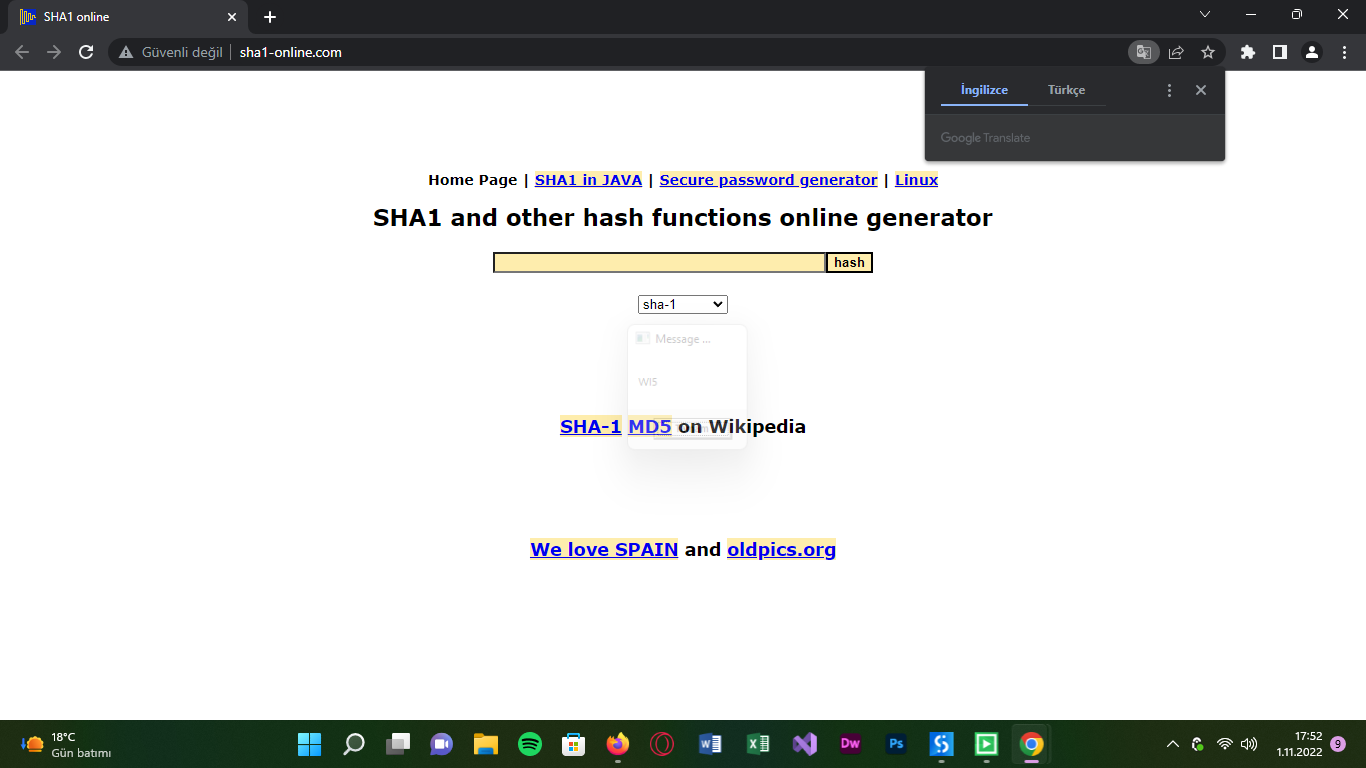 SHA1 online
Güvenli değil
sha1-online.com
İngilizce Türkçe
Google Translate
Home Page | SHA1 in JAVA | Secure password generator | Linux
SHA1 and other hash functions online generator
hash
sha-1
Message ...
SHA-1 MD5 on Wikipedia
We love SPAIN and oldpics.org
18°C
Gün batımı
Dw
Ps
17:52
1.11.2022
9